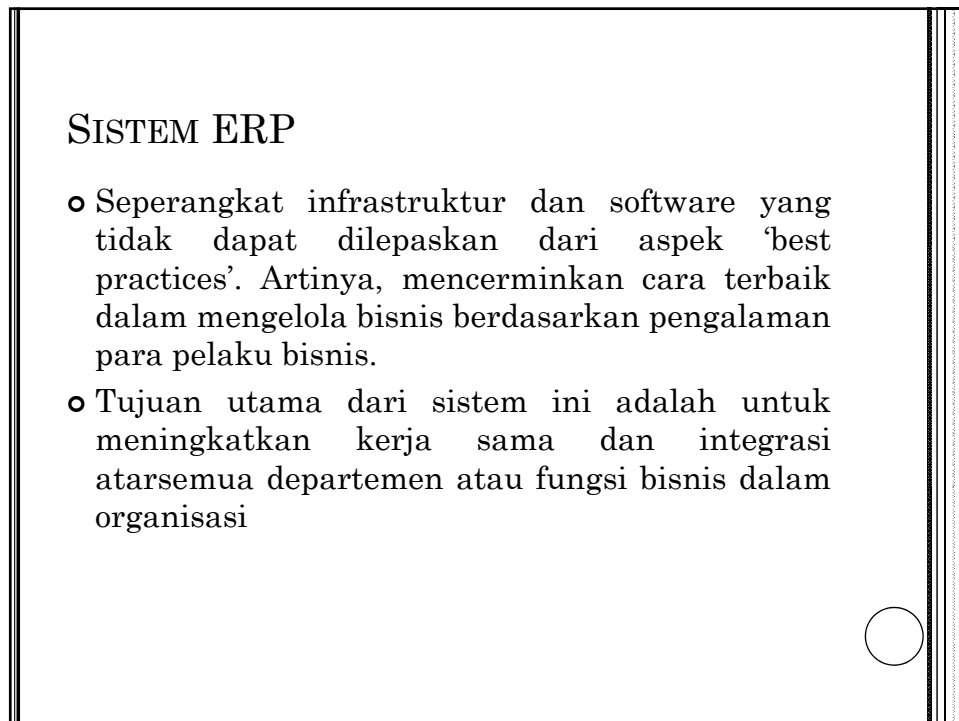 SISTEM ERP
Seperangkat infrastruktur dan software yang
tidak dapat dilepaskan dari aspek ‘best
practices’. Artinya, mencerminkan cara terbaik
dalam mengelola bisnis berdasarkan pengalaman
para pelaku bisnis.
Tujuan utama dari sistem ini adalah untuk
meningkatkan kerja sama dan integrasi
atarsemua departemen atau fungsi bisnis dalam
organisasi